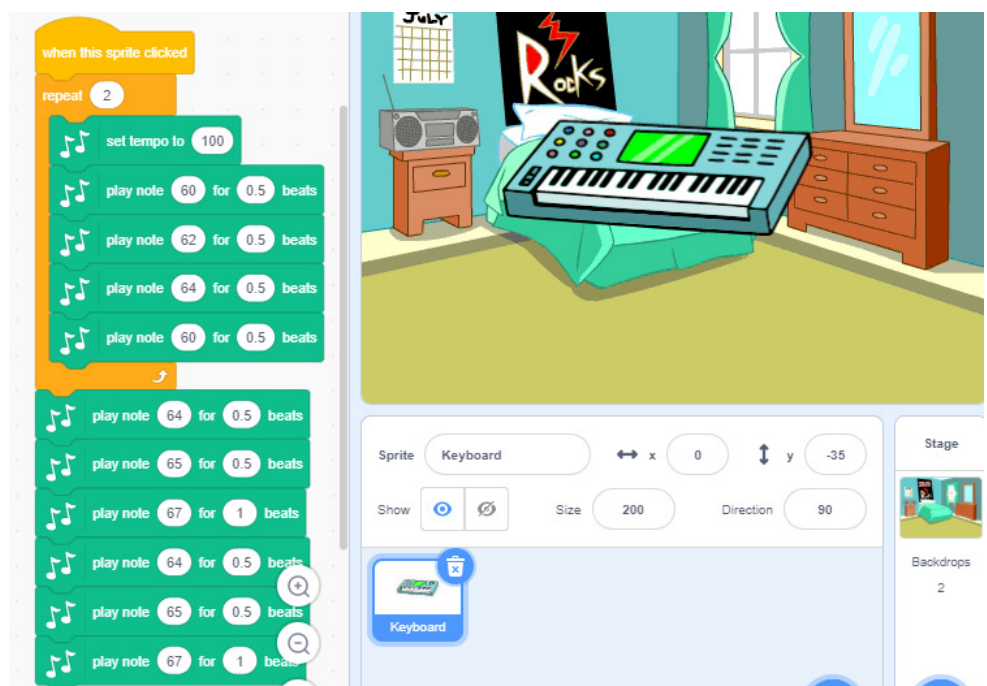 when this sprite clicked
repeat 2
set tempo to 100
play note 60 for 0.5 beats
play note 62 for 0.5 beats
play note 64 for 0.5 beats
play note 60 for 0.5 beats
play note 64 for 0.5 beats
play note 65 for 0.5 beats
play note 67 for 1 beats
play note 64 for 0.5 beats
play note 65 for 0.5 beats
play note 67 for 1 beats
JULY
Rocks
Sprite Keyboard x 0 y -35
Show Size 200 Direction 90
Keyboard
Stage
Backdrops
2